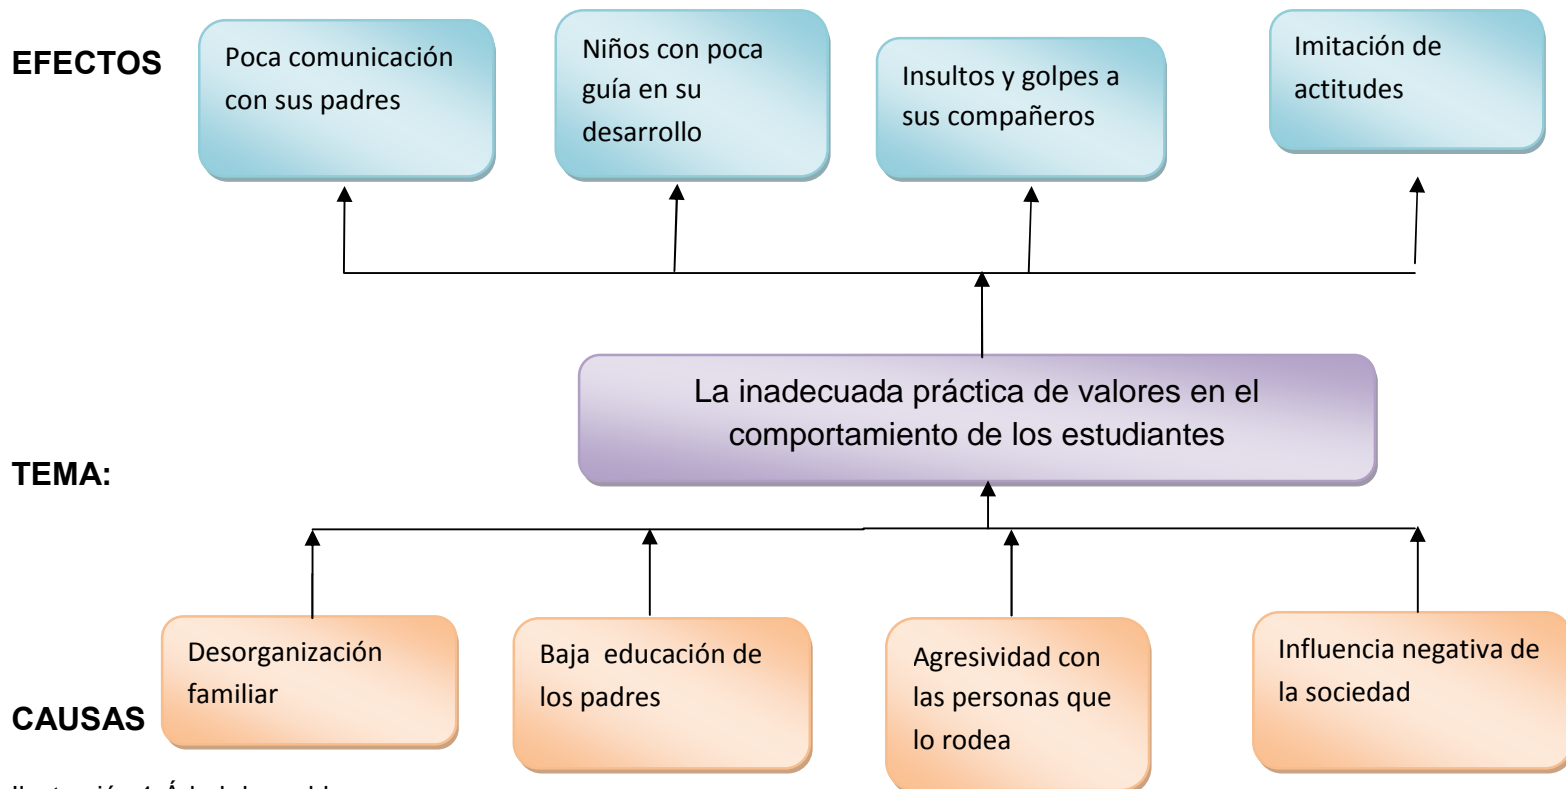 EFECTOS
Poca comunicación
con sus padres
Niños con poca
guía en su
desarrollo
Insultos y golpes a
sus compañeros
Imitación de
actitudes
La inadecuada práctica de valores en el
comportamiento de los estudiantes
TEMA:
Desorganización
familiar
Baja  educación de
los padres
Agresividad con
las personas que
lo rodea
Influencia negativa de
la sociedad
CAUSAS